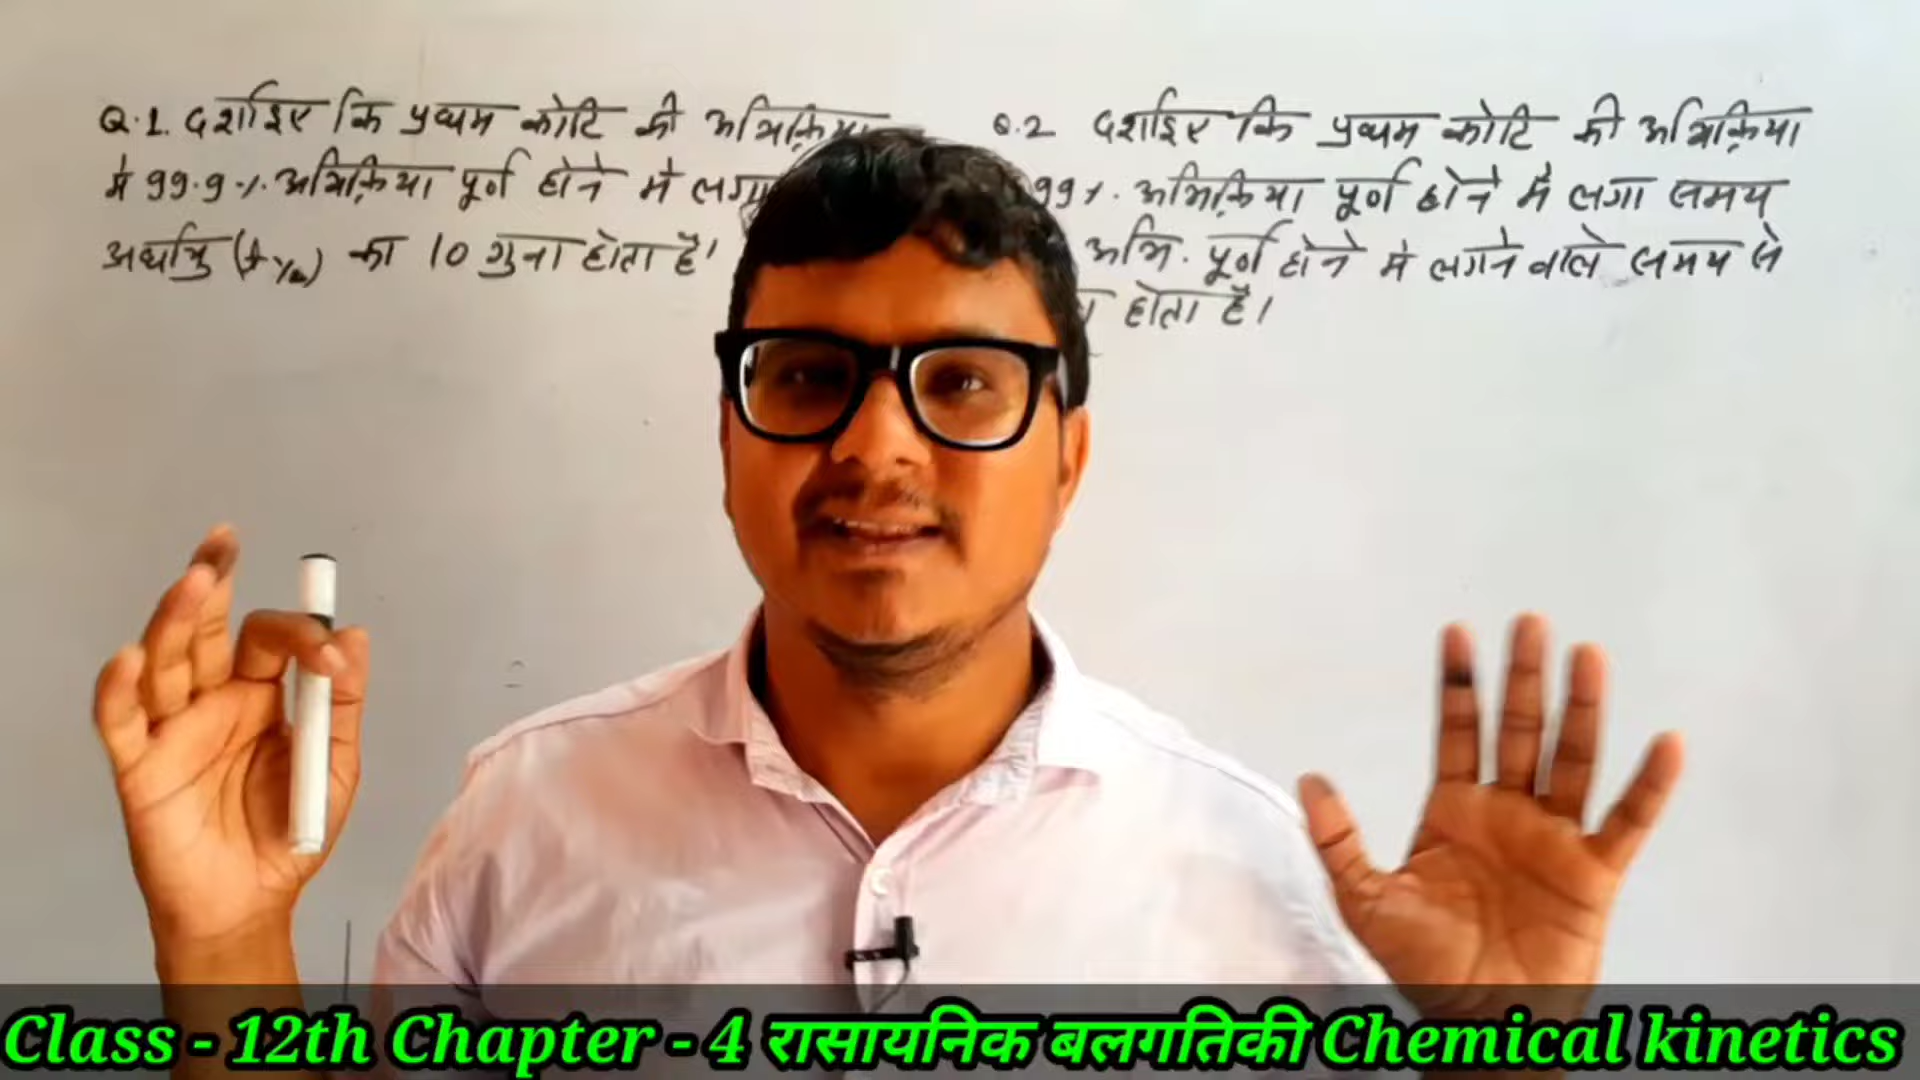 Q.1. दर्शाइए कि प्रथम कोटि की अभिक्रिया
मे 99.9% अभिक्रिया पूर्ण होने मे लगा
अर्धायु (t½) का 10 गुना होता है।
Q.2 दर्शाइए कि प्रथम कोटि की अभिक्रिया
99% अभिक्रिया पूर्ण होने मे लगा समय
अभि. पूर्ण होने मे लगने वाले समय से
होता है।
Class - 12th Chapter - 4 रासायनिक बलगतिकी Chemical kinetics